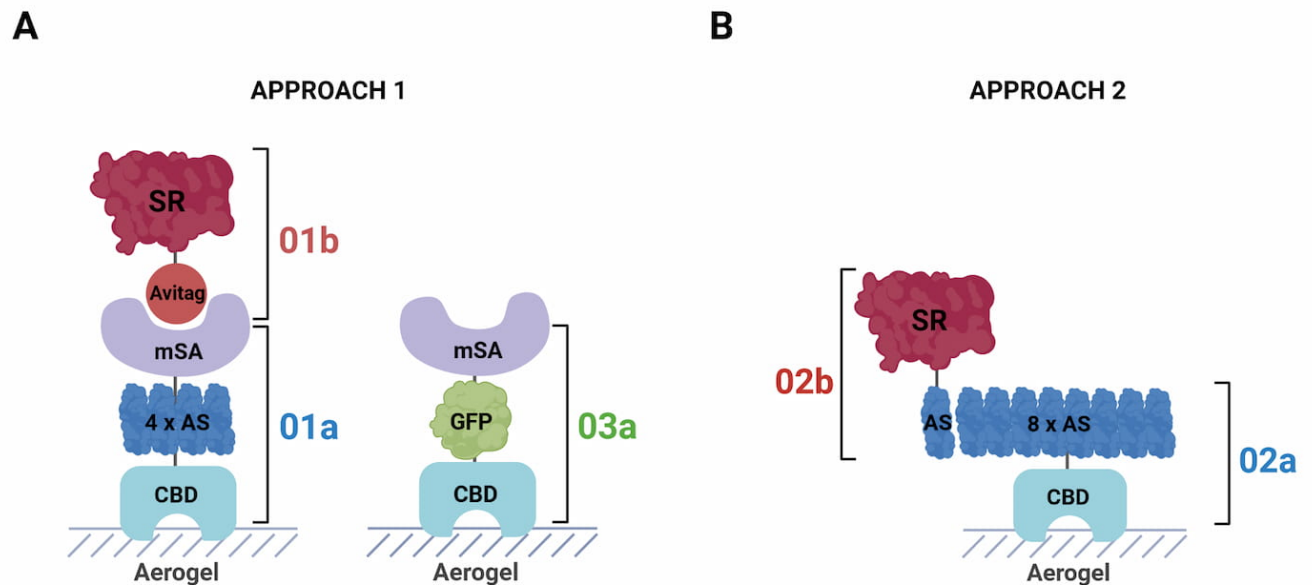 A
APPROACH 1
SR
01b
Avitag
mSA
4 x AS
01a
CBD
Aerogel
mSA
GFP
03a
CBD
Aerogel
B
APPROACH 2
SR
02b
AS
8 x AS
02a
CBD
Aerogel